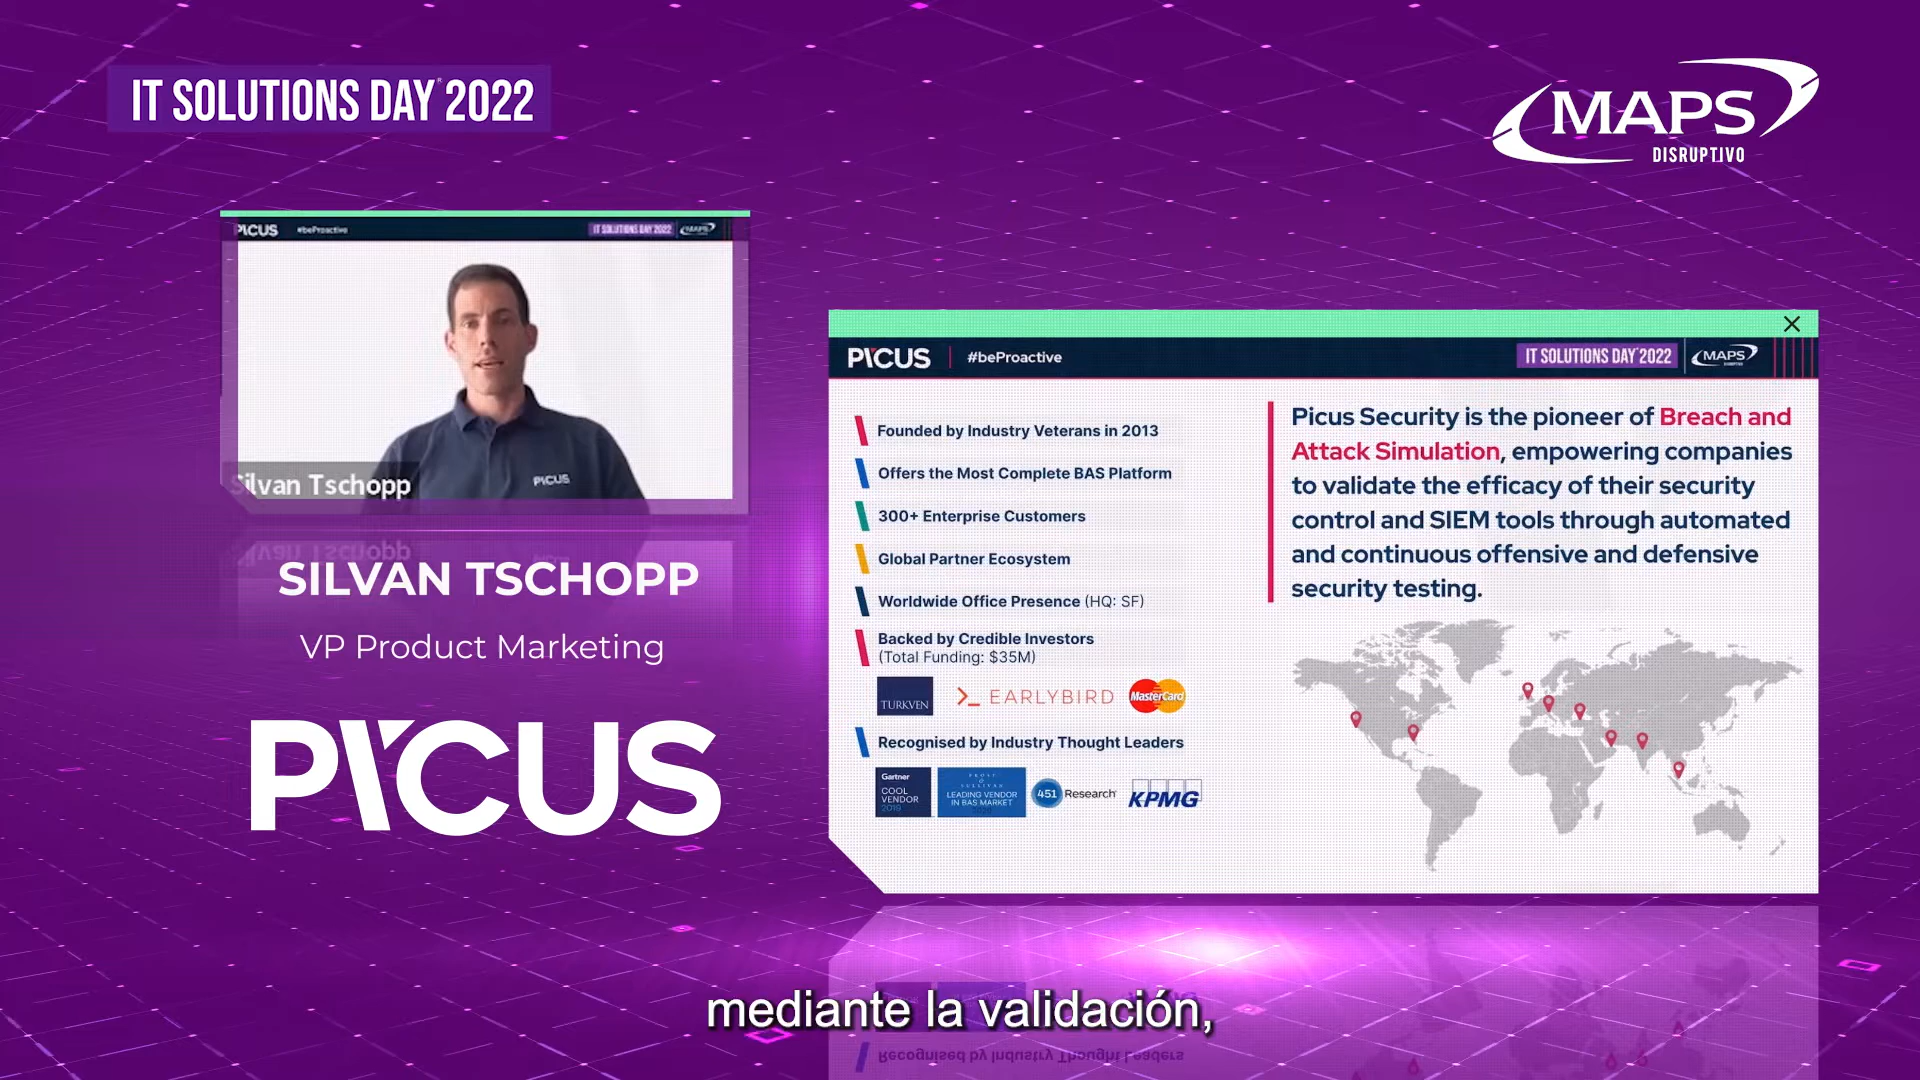 IT SOLUTIONS DAY® 2022
MAPS
DISRUPTIVO
PICUS
#beProactive
IT SOLUTIONS DAY 2022
MAPS
PICUS
Silvan Tschopp
SILVAN TSCHOPP
VP Product Marketing
PICUS
PICUS
#beProactive
IT SOLUTIONS DAY 2022
MAPS
Founded by Industry Veterans in 2013
Offers the Most Complete BAS Platform
300+ Enterprise Customers
Global Partner Ecosystem
Worldwide Office Presence (HQ: SF)
Backed by Credible Investors
(Total Funding: $35M)
TURKVEN
EARLYBIRD
MasterCard
Recognised by Industry Thought Leaders
Gartner
COOL
VENDOR
2019
FROST
&
SULLIVAN
LEADING VENDOR
IN BAS MARKET
451 Research
KPMG
Picus Security is the pioneer of Breach and
Attack Simulation, empowering companies
to validate the efficacy of their security
control and SIEM tools through automated
and continuous offensive and defensive
security testing.
mediante la validación,